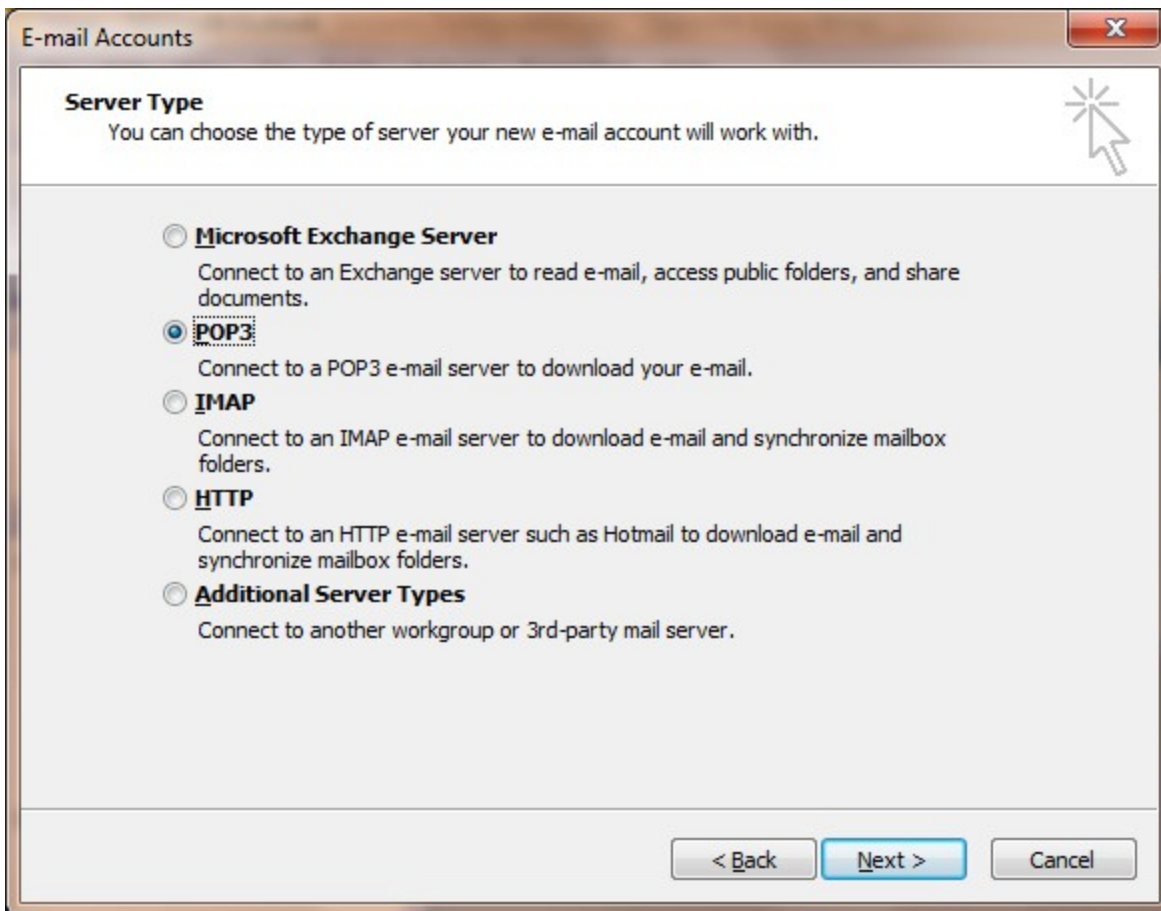 E-mail Accounts
Server Type
You can choose the type of server your new e-mail account will work with.
Microsoft Exchange Server
Connect to an Exchange server to read e-mail, access public folders, and share
documents.
POP3
Connect to a POP3 e-mail server to download your e-mail.
IMAP
Connect to an IMAP e-mail server to download e-mail and synchronize mailbox
folders.
HTTP
Connect to an HTTP e-mail server such as Hotmail to download e-mail and
synchronize mailbox folders.
Additional Server Types
Connect to another workgroup or 3rd-party mail server.
< Back Next > Cancel